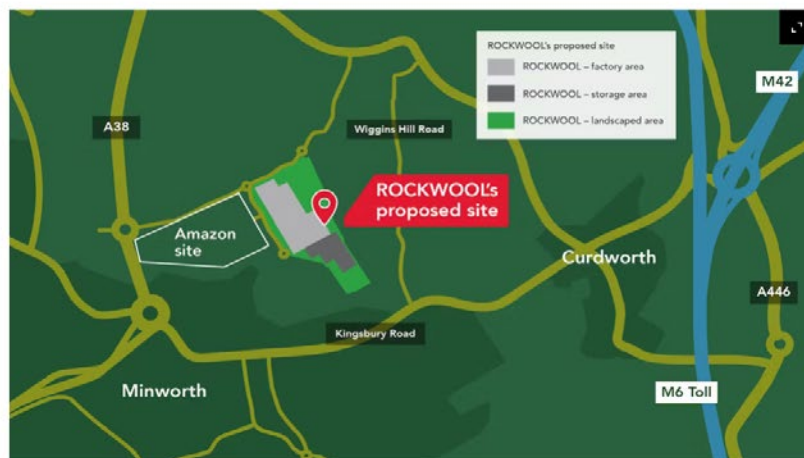 ROCKWOOL's proposed site
ROCKWOOL – factory area
ROCKWOOL – storage area
ROCKWOOL – landscaped area
M42
A38
Wiggins Hill Road
ROCKWOOL's
proposed site
Amazon
site
Curdworth
A446
Kingsbury Road
Minworth
M6 Toll